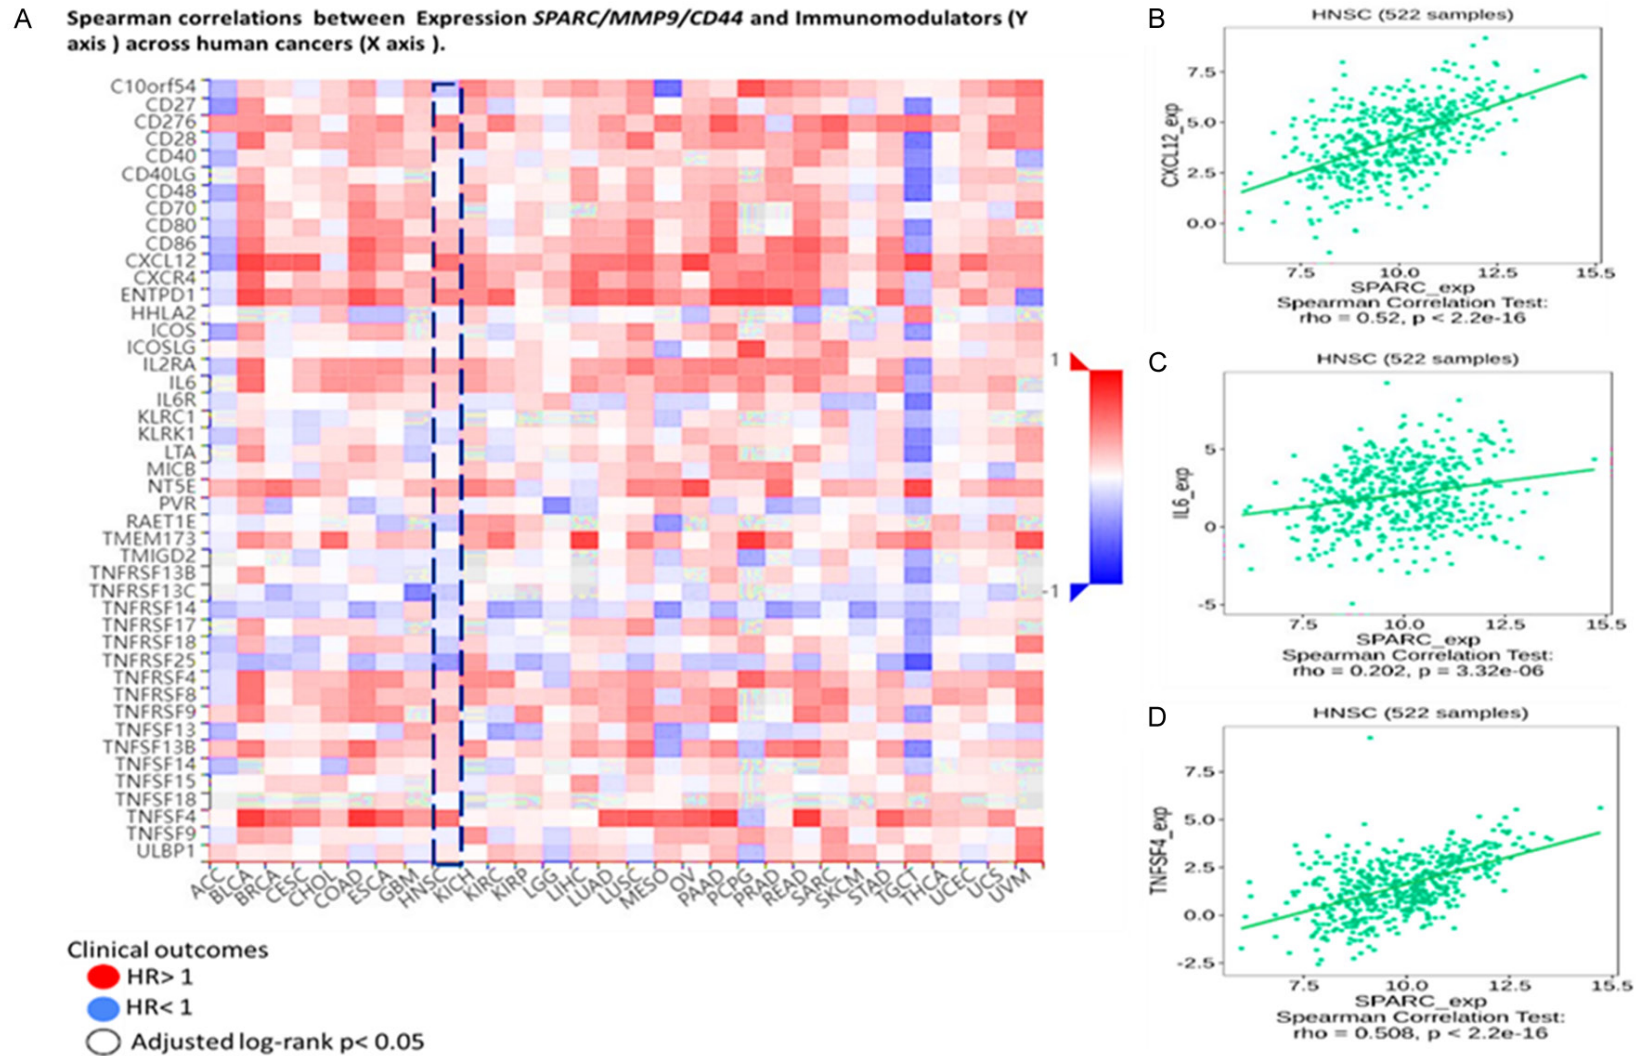 A
Spearman correlations between Expression SPARC/MMP9/CD44 and Immunomodulators (Y
axis ) across human cancers (X axis ).
C10orf54
CD27
CD276
CD28
CD40
CD40LG
CD48
CD70
CD80
CD86
CXCL12
CXCR4
ENTPD1
HHLA2
ICOS
ICOSLG
IL2RA
IL6
IL6R
KLRC1
KLRK1
LTA
MICB
NT5E
PVR
RAET1E
TMEM173
TMIGD2
TNFRSF13B
TNFRSF13C
TNFRSF14
TNFRSF17
TNFRSF18
TNFRSF25
TNFRSF4
TNFRSF8
TNFRSF9
TNFSF13
TNFSF13B
TNFSF14
TNFSF15
TNFSF18
TNFSF4
TNFSF9
ULBP1
ACC BLCA BRCA CESC CHOL COAD ESCA GBM HNSC KICH KIRC KIRP LGG LIHC LUAD LUSC MESO OV PAAD PCPG PRAD READ SARC SKCM STAD TGCT THCA UCEC UCS UVM
1
-1
Clinical outcomes
HR> 1
HR< 1
Adjusted log-rank p< 0.05
B
HNSC (522 samples)
CXCL12_exp
7.5
5.0
2.5
0.0
7.5 10.0 12.5 15.5
SPARC_exp
Spearman Correlation Test:
rho = 0.52, p < 2.2e-16
C
HNSC (522 samples)
IL6_exp
5
0
-5
7.5 10.0 12.5 15.5
SPARC_exp
Spearman Correlation Test:
rho = 0.202, p = 3.32e-06
D
HNSC (522 samples)
TNFSF4_exp
7.5
5.0
2.5
0.0
-2.5
7.5 10.0 12.5 15.5
SPARC_exp
Spearman Correlation Test:
rho = 0.508, p < 2.2e-16